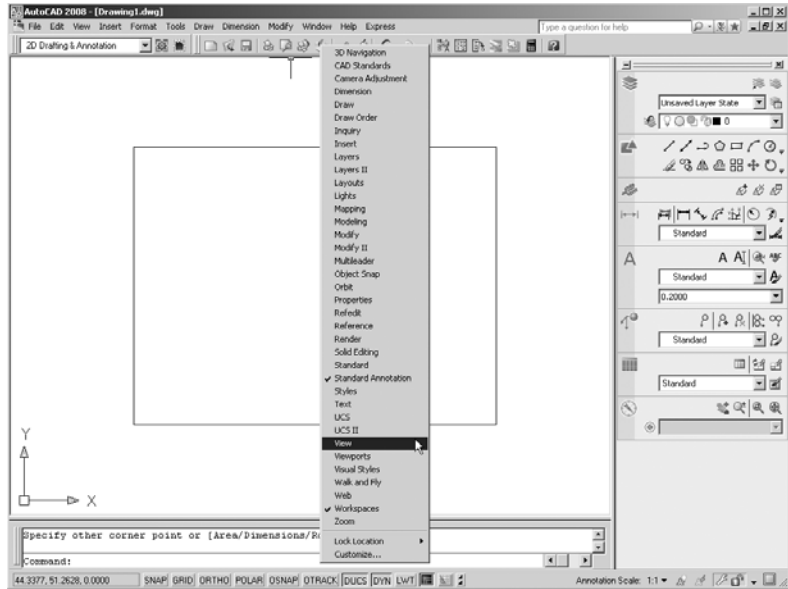 AutoCAD 2008 - [Drawing1.dwg]
File Edit View Insert Format Tools Draw Dimension Modify Window Help Express
Type a question for help
2D Drafting & Annotation
3D Navigation
CAD Standards
Camera Adjustment
Dimension
Draw
Draw Order
Inquiry
Insert
Layers
Layers II
Layouts
Lights
Mapping
Modeling
Modify
Modify II
Multileader
Object Snap
Orbit
Properties
Refedit
Reference
Render
Solid Editing
Standard
Standard Annotation
Styles
Text
UCS
UCS II
View
Viewports
Visual Styles
Walk and Fly
Web
Workspaces
Zoom
Lock Location
Customize...
Unsaved Layer State
0
Standard
A A AI ABC
Standard
0.2000
Standard
Standard
Y
X
Specify other corner point or [Area/Dimensions/R
Command:
44.3377, 51.2628, 0.0000 SNAP GRID ORTHO POLAR OSNAP OTRACK DUCS DYN LWT
Annotation Scale: 1:1